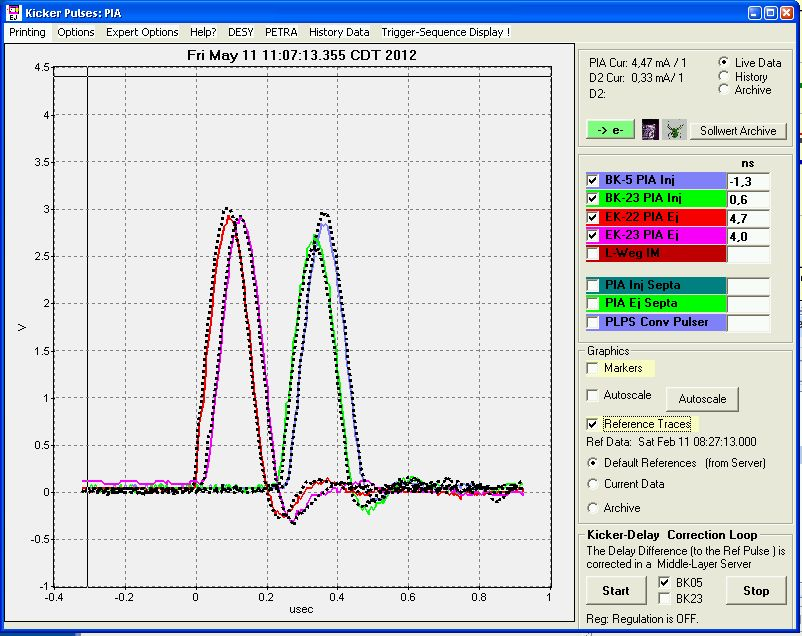 EJ
Kicker Pulses: PIA
Printing Options Expert Options Help? DESY PETRA History Data Trigger-Sequence Display !
Fri May 11 11:07:13.355 CDT 2012
4.5
4
3.5
3
2.5
2
1.5
1
0.5
0
-0.5
-1
V
-0.4 -0.2 0 0.2 0.4 0.6 0.8 1
usec
PIA Cur: 4,47 mA / 1
D2 Cur: 0,33 mA/ 1
D2:
Live Data
History
Archive
-> e-
Sollwert Archive
ns
BK-5 PIA Inj -1,3
BK-23 PIA Inj 0,6
EK-22 PIA Ej 4,7
EK-23 PIA Ej 4,0
L-Weg IM
PIA Inj Septa
PIA Ej Septa
PLPS Conv Pulser
Graphics
Markers
Autoscale Autoscale
Reference Traces
Ref Data: Sat Feb 11 08:27:13.000
Default References (from Server)
Current Data
Archive
Kicker-Delay Correction Loop
The Delay Difference (to the Ref Pulse ) is
corrected in a Middle-Layer Server
Start BK05 Stop
BK23
Reg: Regulation is OFF.